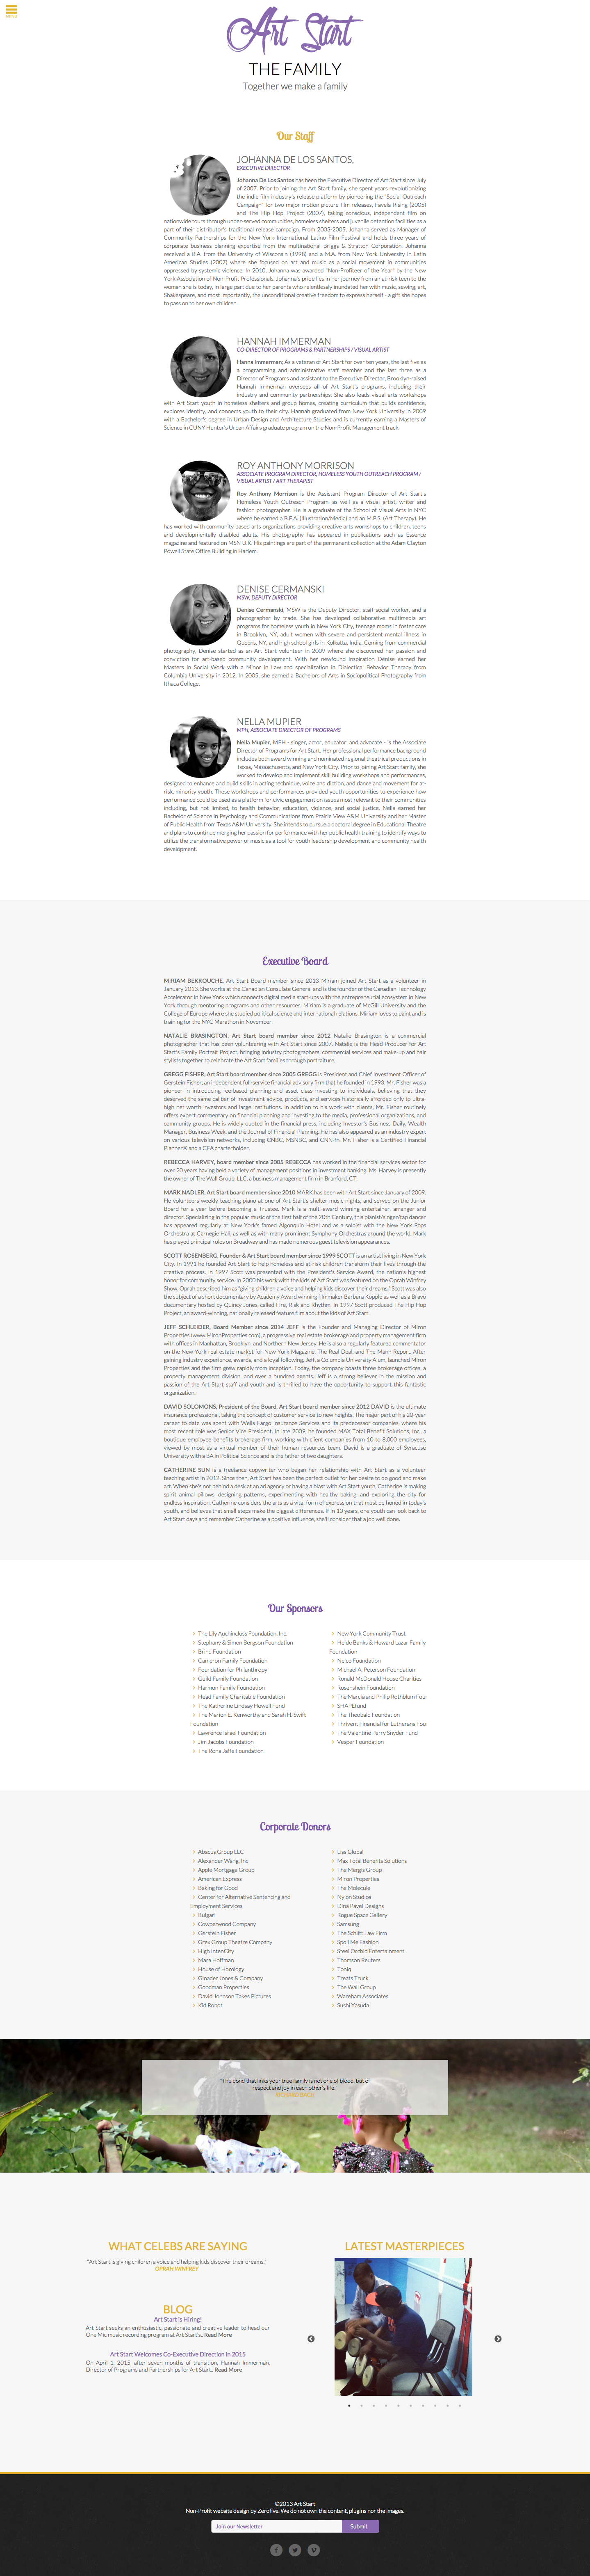 MENU
Art Start
THE FAMILY
Together we make a family
Our Staff
JOHANNA DE LOS SANTOS,
EXECUTIVE DIRECTOR
Johanna De Los Santos has been the Executive Director of Art Start since July
of 2007. Prior to joining the Art Start family, she spent years revolutionizing
the indie film industry's release platform by pioneering the "Social Outreach
Campaign" for two major motion picture film releases, Favela Rising (2005)
and The Hip Hop Project (2007), taking conscious, independent film on
nationwide tours through under-served communities, homeless shelters and juvenile detention facilities as a
part of their distributor's traditional release campaign. From 2003-2005, Johanna served as Manager of
Community Partnerships for the New York International Latino Film Festival and holds three years of
corporate business planning expertise from the multinational Briggs & Stratton Corporation. Johanna
received a B.A. from the University of Wisconsin (1998) and a M.A. from New York University in Latin
American Studies (2007) where she focused on art and music as a social movement in communities
oppressed by systemic violence. In 2010, Johanna was awarded "Non-Profiteer of the Year" by the New
York Association of Non-Profit Professionals. Johanna's pride lies in her journey from an at-risk teen to the
woman she is today, in large part due to her parents who relentlessly inundated her with music, sewing, art,
Shakespeare, and most importantly, the unconditional creative freedom to express herself - a gift she hopes
to pass on to her own children.
HANNAH IMMERMAN
CO-DIRECTOR OF PROGRAMS & PARTNERSHIPS / VISUAL ARTIST
Hanna Immerman, As a veteran of Art Start for over ten years, the last five as
a programming and administrative staff member and the last three as a
Director of Programs and assistant to the Executive Director, Brooklyn-raised
Hannah Immerman oversees all of Art Start's programs, including their
industry and community partnerships. She also leads visual arts workshops
with Art Start youth in homeless shelters and group homes, creating curriculum that builds confidence,
explores identity, and connects youth to their city. Hannah graduated from New York University in 2009
with a Bachelor's degree in Urban Design and Architecture Studies and is currently earning a Masters of
Science in CUNY Hunter's Urban Affairs graduate program on the Non-Profit Management track.
ROY ANTHONY MORRISON
ASSOCIATE PROGRAM DIRECTOR, HOMELESS YOUTH OUTREACH PROGRAM /
VISUAL ARTIST / ART THERAPIST
Roy Anthony Morrison is the Assistant Program Director of Art Start's
Homeless Youth Outreach Program, as well as a visual artist, writer and
fashion photographer. He is a graduate of the School of Visual Arts in NYC
where he earned a B.F.A. (Illustration/Media) and an M.P.S. (Art Therapy). He
has worked with community based arts organizations providing creative arts workshops to children, teens
and developmentally disabled adults. His photography has appeared in publications such as Essence
magazine and featured on MSN U.K. His paintings are part of the permanent collection at the Adam Clayton
Powell State Office Building in Harlem.
DENISE CERMANSKI
MSW, DEPUTY DIRECTOR
Denise Cermanski, MSW is the Deputy Director, staff social worker, and a
photographer by trade. She has developed collaborative multimedia art
programs for homeless youth in New York City, teenage moms in foster care
in Brooklyn, NY, adult women with severe and persistent mental illness in
Queens, NY, and high school girls in Kolkatta, India. Coming from commercial
photography, Denise started as an Art Start volunteer in 2009 where she discovered her passion and
conviction for art-based community development. With her newfound inspiration Denise earned her
Masters in Social Work with a Minor in Law and specialization in Dialectical Behavior Therapy from
Columbia University in 2012. In 2005, she earned a Bachelors of Arts in Sociopolitical Photography from
Ithaca College.
NELLA MUPIER
MPH, ASSOCIATE DIRECTOR OF PROGRAMS
Nella Mupier, MPH - singer, actor, educator, and advocate - is the Associate
Director of Programs for Art Start. Her professional performance background
includes both award winning and nominated regional theatrical productions in
Texas, Massachusetts, and New York City. Prior to joining Art Start family, she
worked to develop and implement skill building workshops and performances,
designed to enhance and build skills in acting technique, voice and diction, and dance and movement for at-
risk, minority youth. These workshops and performances provided youth opportunities to experience how
performance could be used as a platform for civic engagement on issues most relevant to their communities
including, but not limited, to health behavior, education, violence, and social justice. Nella earned her
Bachelor of Science in Psychology and Communications from Prairie View A&M University and her Master
of Public Health from Texas A&M University. She intends to pursue a doctoral degree in Educational Theatre
and plans to continue merging her passion for performance with her public health training to identify ways to
utilize the transformative power of music as a tool for youth leadership development and community health
development.
Executive Board
MIRIAM BEKKOUCHE, Art Start Board member since 2013 Miriam joined Art Start as a volunteer in
January 2013. She works at the Canadian Consulate General and is the founder of the Canadian Technology
Accelerator in New York which connects digital media start-ups with the entrepreneurial ecosystem in New
York through mentoring programs and other resources. Miriam is a graduate of McGill University and the
College of Europe where she studied political science and international relations. Miriam loves to paint and is
training for the NYC Marathon in November.
NATALIE BRASINGTON, Art Start board member since 2012 Natalie Brasington is a commercial
photographer that has been volunteering with Art Start since 2007. Natalie is the Head Producer for Art
Start's Family Portrait Project, bringing industry photographers, commercial services and make-up and hair
stylists together to celebrate the Art Start families through portraiture.
GREGG FISHER, Art Start board member since 2005 GREGG is President and Chief Investment Officer of
Gerstein Fisher, an independent full-service financial advisory firm that he founded in 1993. Mr. Fisher was a
pioneer in introducing fee-based planning and asset class investing to individuals, believing that they
deserved the same caliber of investment advice, products, and services historically afforded only to ultra-
high net worth investors and large institutions. In addition to his work with clients, Mr. Fisher routinely
offers expert commentary on financial planning and investing to the media, professional organizations, and
community groups. He is widely quoted in the financial press, including Investor's Business Daily, Wealth
Manager, Business Week, and the Journal of Financial Planning. He has also appeared as an industry expert
on various television networks, including CNBC, MSNBC, and CNN-fn. Mr. Fisher is a Certified Financial
Planner® and a CFA charterholder.
REBECCA HARVEY, board member since 2005 REBECCA has worked in the financial services sector for
over 20 years having held a variety of management positions in investment banking. Ms. Harvey is presently
the owner of The Wall Group, LLC, a business management firm in Branford, CT.
MARK NADLER, Art Start board member since 2010 MARK has been with Art Start since January of 2009.
He volunteers weekly teaching piano at one of Art Start's shelter music nights, and served on the Junior
Board for a year before becoming a Trustee. Mark is a multi-award winning entertainer, arranger and
director. Specializing in the popular music of the first half of the 20th Century, this pianist/singer/tap dancer
has appeared regularly at New York's famed Algonquin Hotel and as a soloist with the New York Pops
Orchestra at Carnegie Hall, as well as with many prominent Symphony Orchestras around the world. Mark
has played principal roles on Broadway and has made numerous guest television appearances.
SCOTT ROSENBERG, Founder & Art Start board member since 1999 SCOTT is an artist living in New York
City. In 1991 he founded Art Start to help homeless and at-risk children transform their lives through the
creative process. In 1997 Scott was presented with the President's Service Award, the nation's highest
honor for community service. In 2000 his work with the kids of Art Start was featured on the Oprah Winfrey
Show. Oprah described him as "giving children a voice and helping kids discover their dreams." Scott was also
the subject of a short documentary by Academy Award winning filmmaker Barbara Kopple as well as a Bravo
documentary hosted by Quincy Jones, called Fire, Risk and Rhythm. In 1997 Scott produced The Hip Hop
Project, an award-winning, nationally released feature film about the kids of Art Start.
JEFF SCHLEIDER, Board Member since 2014 JEFF is the Founder and Managing Director of Miron
Properties (www.MironProperties.com), a progressive real estate brokerage and property management firm
with offices in Manhattan, Brooklyn, and Northern New Jersey. He is also a regularly featured commentator
on the New York real estate market for New York Magazine, The Real Deal, and The Mann Report. After
gaining industry experience, awards, and a loyal following, Jeff, a Columbia University Alum, launched Miron
Properties and the firm grew rapidly from inception. Today, the company boasts three brokerage offices, a
property management division, and over a hundred agents. Jeff is a strong believer in the mission and
passion of the Art Start staff and youth and is thrilled to have the opportunity to support this fantastic
organization.
DAVID SOLOMONS, President of the Board, Art Start board member since 2012 DAVID is the ultimate
insurance professional, taking the concept of customer service to new heights. The major part of his 20-year
career to date was spent with Wells Fargo Insurance Services and its predecessor companies, where his
most recent role was Senior Vice President. In late 2009, he founded MAX Total Benefit Solutions, Inc., a
boutique employee benefits brokerage firm, working with client companies from 10 to 8,000 employees,
viewed by most as a virtual member of their human resources team. David is a graduate of Syracuse
University with a BA in Political Science and is the father of two daughters.
CATHERINE SUN is a freelance copywriter who began her relationship with Art Start as a volunteer
teaching artist in 2012. Since then, Art Start has been the perfect outlet for her desire to do good and make
art. When she's not behind a desk at an ad agency or having a blast with Art Start youth, Catherine is making
spirit animal pillows, designing patterns, experimenting with healthy baking, and exploring the city for
endless inspiration. Catherine considers the arts as a vital form of expression that must be honed in today's
youth, and believes that small steps make the biggest differences. If in 10 years, one youth can look back to
Art Start days and remember Catherine as a positive influence, she'll consider that a job well done.
Our Sponsors
The Lily Auchincloss Foundation, Inc.
Stephany & Simon Bergson Foundation
Brind Foundation
Cameron Family Foundation
Foundation for Philanthropy
Guild Family Foundation
Harmon Family Foundation
Head Family Charitable Foundation
The Katherine Lindsay Howell Fund
The Marion E. Kenworthy and Sarah H. Swift
Foundation
Lawrence Israel Foundation
Jim Jacobs Foundation
The Rona Jaffe Foundation
New York Community Trust
Heide Banks & Howard Lazar Family
Foundation
Nelco Foundation
Michael A. Peterson Foundation
Ronald McDonald House Charities
Rosenshein Foundation
The Marcia and Philip Rothblum Four
SHAPEfund
The Theobald Foundation
Thrivent Financial for Lutherans Fou
The Valentine Perry Snyder Fund
Vesper Foundation
Corporate Donors
Abacus Group LLC
Alexander Wang, Inc
Apple Mortgage Group
American Express
Baking for Good
Center for Alternative Sentencing and
Employment Services
Bulgari
Cowperwood Company
Gerstein Fisher
Grex Group Theatre Company
High IntenCity
Mara Hoffman
House of Horology
Ginader Jones & Company
Goodman Properties
David Johnson Takes Pictures
Kid Robot
Liss Global
Max Total Benefits Solutions
The Mergis Group
Miron Properties
The Molecule
Nylon Studios
Dina Pavel Designs
Rogue Space Gallery
Samsung
The Schlitt Law Firm
Spoil Me Fashion
Steel Orchid Entertainment
Thomson Reuters
Toniq
Treats Truck
The Wall Group
Wareham Associates
Sushi Yasuda
"The bond that links your true family is not one of blood, but of
respect and joy in each other's life."
RICHARD BACH
WHAT CELEBS ARE SAYING
"Art Start is giving children a voice and helping kids discover their dreams."
OPRAH WINFREY
BLOG
Art Start is Hiring!
Art Start seeks an enthusiastic, passionate and creative leader to head our
One Mic music recording program at Art Start's.. Read More
Art Start Welcomes Co-Executive Direction in 2015
On April 1, 2015, after seven months of transition, Hannah Immerman,
Director of Programs and Partnerships for Art Start.. Read More
LATEST MASTERPIECES
©2013 Art Start
Non-Profit website design by Zerofive. We do not own the content, plugins nor the images.
Join our Newsletter
Submit